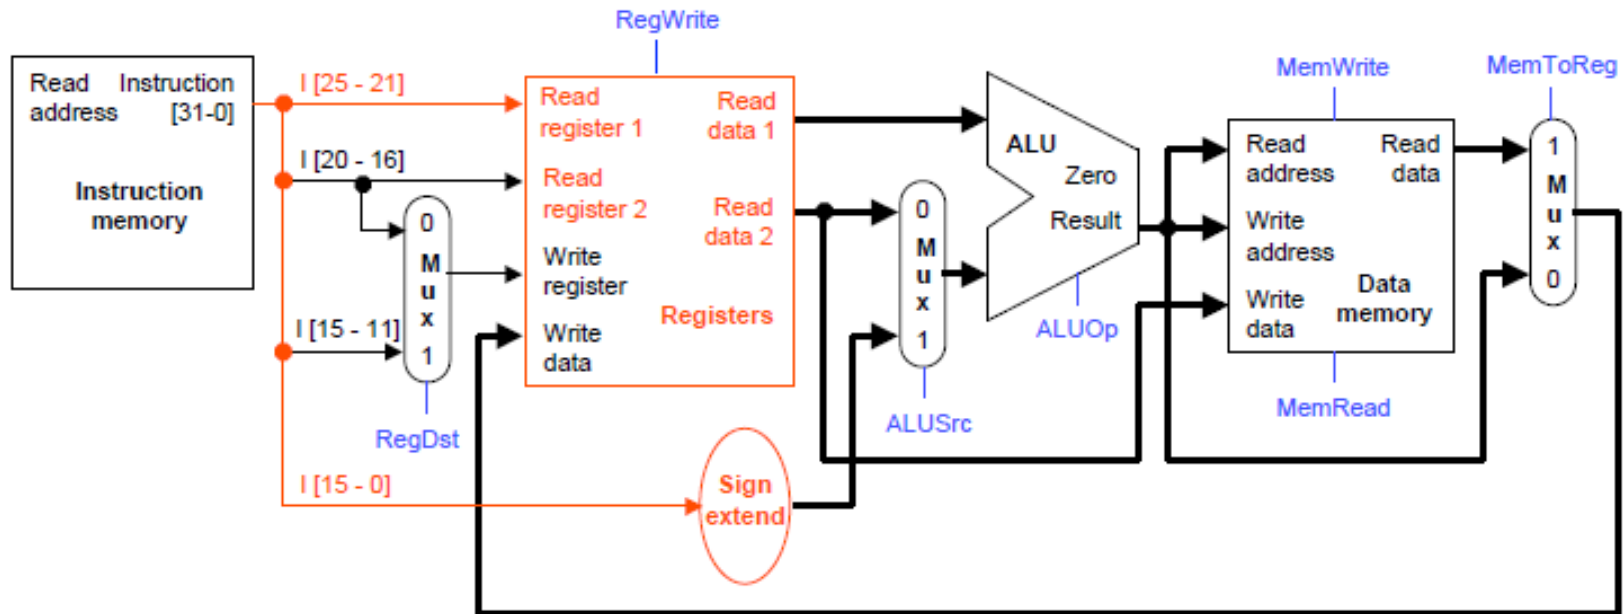 RegWrite
Read Instruction
address [31-0]
Instruction
memory
I [25 - 21]
I [20 - 16]
I [15 - 11]
I [15 - 0]
0
M
u
x
1
RegDst
Read
register 1
Read
data 1
Read
register 2
Read
data 2
Write
register
Registers
Write
data
Sign
extend
0
M
u
x
1
ALUSrc
ALU
Zero
Result
ALUOp
MemWrite
Read
address
Read
data
Write
address
Write
data
Data
memory
MemRead
MemToReg
1
M
u
x
0